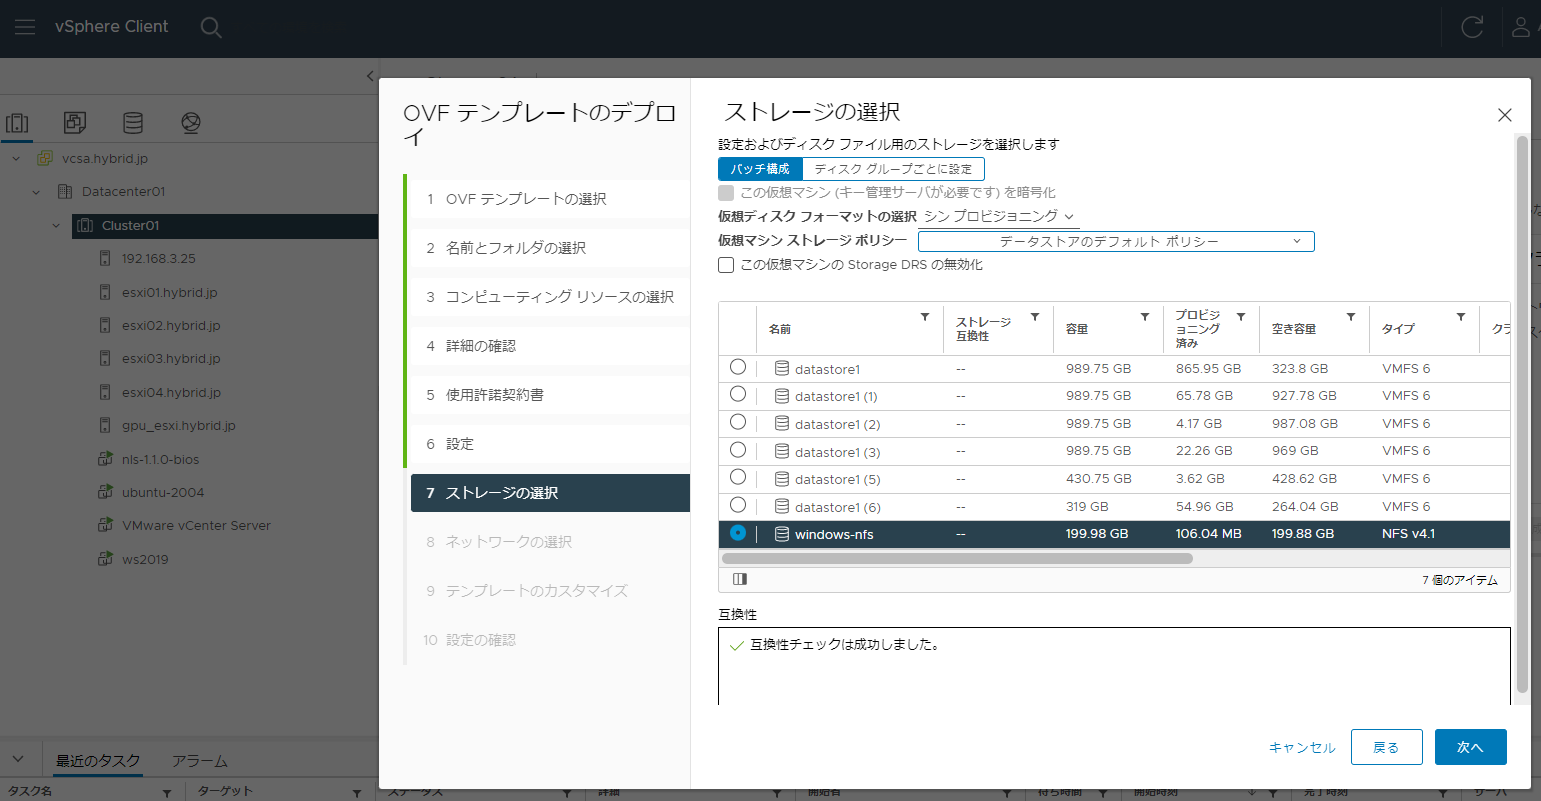 vSphere Client
vcsa.hybrid.jp
Datacenter01
Cluster01
192.168.3.25
esxi01.hybrid.jp
esxi02.hybrid.jp
esxi03.hybrid.jp
esxi04.hybrid.jp
gpu_esxi.hybrid.jp
nls-1.1.0-bios
ubuntu-2004
VMware vCenter Server
ws2019
最近のタスク アラーム
タスク名 ターゲット ステータス 詳細 開始者 待ち時間 開始時刻 完了時刻 サーバ
OVF テンプレートのデプロ
イ
1 OVF テンプレートの選択
2 名前とフォルダの選択
3 コンピューティング リソースの選択
4 詳細の確認
5 使用許諾契約書
6 設定
7 ストレージの選択
8 ネットワークの選択
9 テンプレートのカスタマイズ
10 設定の確認
ストレージの選択
設定およびディスク ファイル用のストレージを選択します
バッチ構成 ディスク グループごとに設定
この仮想マシン (キー管理サーバが必要です) を暗号化
仮想ディスク フォーマットの選択 シン プロビジョニング
仮想マシン ストレージ ポリシー データストアのデフォルト ポリシー
この仮想マシンの Storage DRS の無効化
名前 ストレージ互換性 容量 プロビジョニング済み 空き容量 タイプ クラ
datastore1 -- 989.75 GB 865.95 GB 323.8 GB VMFS 6
datastore1 (1) -- 989.75 GB 65.78 GB 927.78 GB VMFS 6
datastore1 (2) -- 989.75 GB 4.17 GB 987.08 GB VMFS 6
datastore1 (3) -- 989.75 GB 22.26 GB 969 GB VMFS 6
datastore1 (5) -- 430.75 GB 3.62 GB 428.62 GB VMFS 6
datastore1 (6) -- 319 GB 54.96 GB 264.04 GB VMFS 6
windows-nfs -- 199.98 GB 106.04 MB 199.88 GB NFS v4.1
7 個のアイテム
互換性
互換性チェックは成功しました。
キャンセル 戻る 次へ